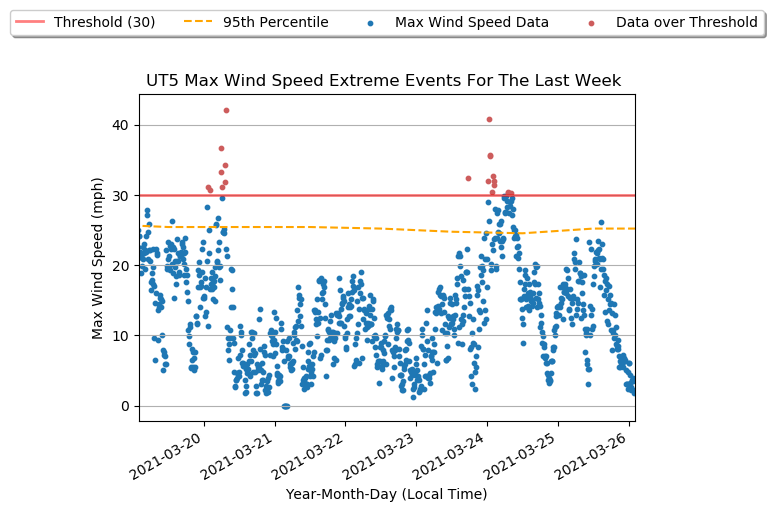 Threshold (30) 95th Percentile Max Wind Speed Data Data over Threshold
UT5 Max Wind Speed Extreme Events For The Last Week
Max Wind Speed (mph)
40
30
20
10
0
2021-03-20 2021-03-21 2021-03-22 2021-03-23 2021-03-24 2021-03-25 2021-03-26
Year-Month-Day (Local Time)